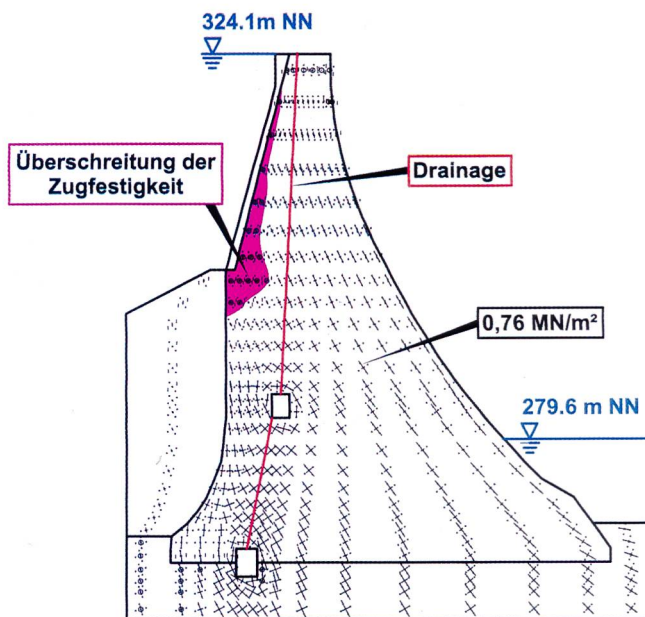 324.1m NN
Überschreitung der
Zugfestigkeit
Drainage
0,76 MN/m²
279.6 m NN